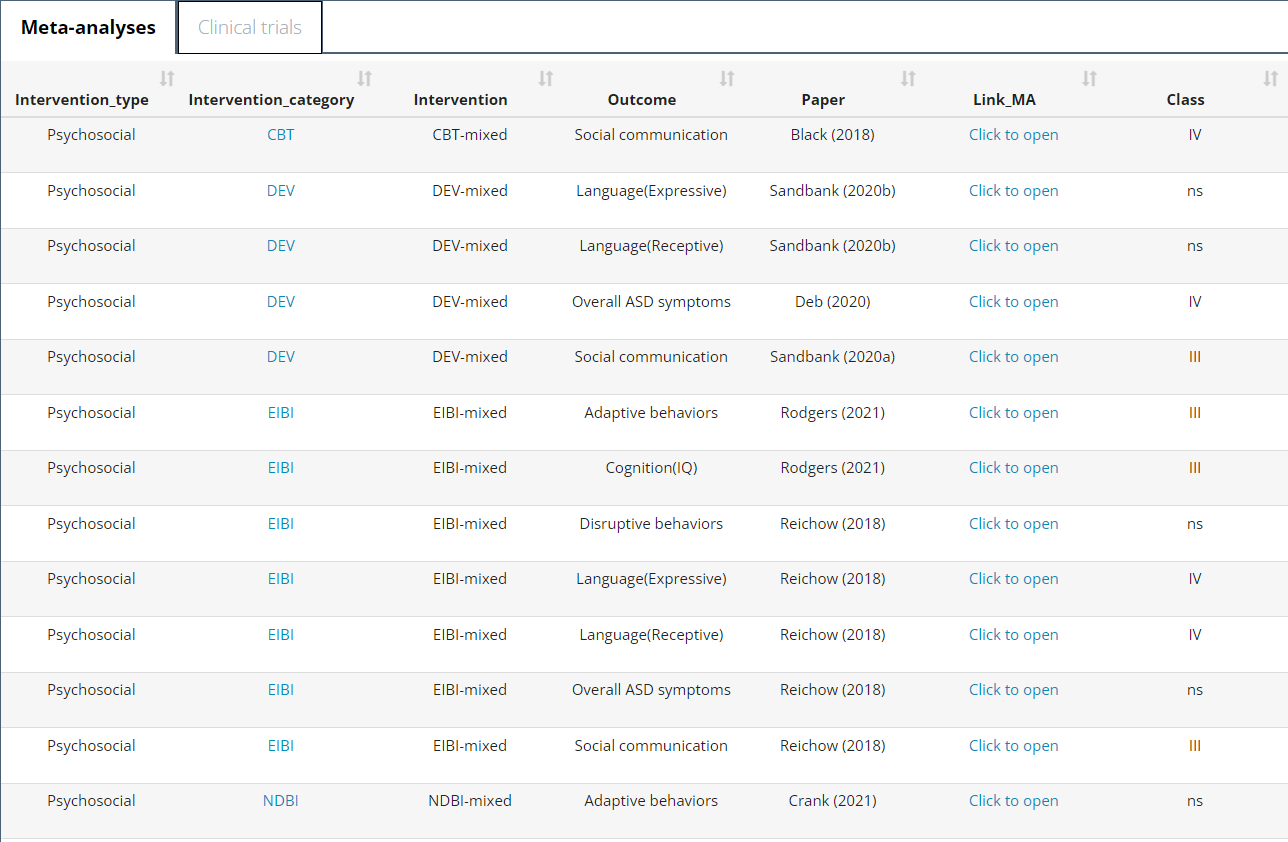 Meta-analyses Clinical trials
Intervention_type Intervention_category Intervention Outcome Paper Link_MA Class
Psychosocial CBT CBT-mixed Social communication Black (2018) Click to open IV
Psychosocial DEV DEV-mixed Language(Expressive) Sandbank (2020b) Click to open ns
Psychosocial DEV DEV-mixed Language(Receptive) Sandbank (2020b) Click to open ns
Psychosocial DEV DEV-mixed Overall ASD symptoms Deb (2020) Click to open IV
Psychosocial DEV DEV-mixed Social communication Sandbank (2020a) Click to open III
Psychosocial EIBI EIBI-mixed Adaptive behaviors Rodgers (2021) Click to open III
Psychosocial EIBI EIBI-mixed Cognition(IQ) Rodgers (2021) Click to open III
Psychosocial EIBI EIBI-mixed Disruptive behaviors Reichow (2018) Click to open ns
Psychosocial EIBI EIBI-mixed Language(Expressive) Reichow (2018) Click to open IV
Psychosocial EIBI EIBI-mixed Language(Receptive) Reichow (2018) Click to open IV
Psychosocial EIBI EIBI-mixed Overall ASD symptoms Reichow (2018) Click to open ns
Psychosocial EIBI EIBI-mixed Social communication Reichow (2018) Click to open III
Psychosocial NDBI NDBI-mixed Adaptive behaviors Crank (2021) Click to open ns